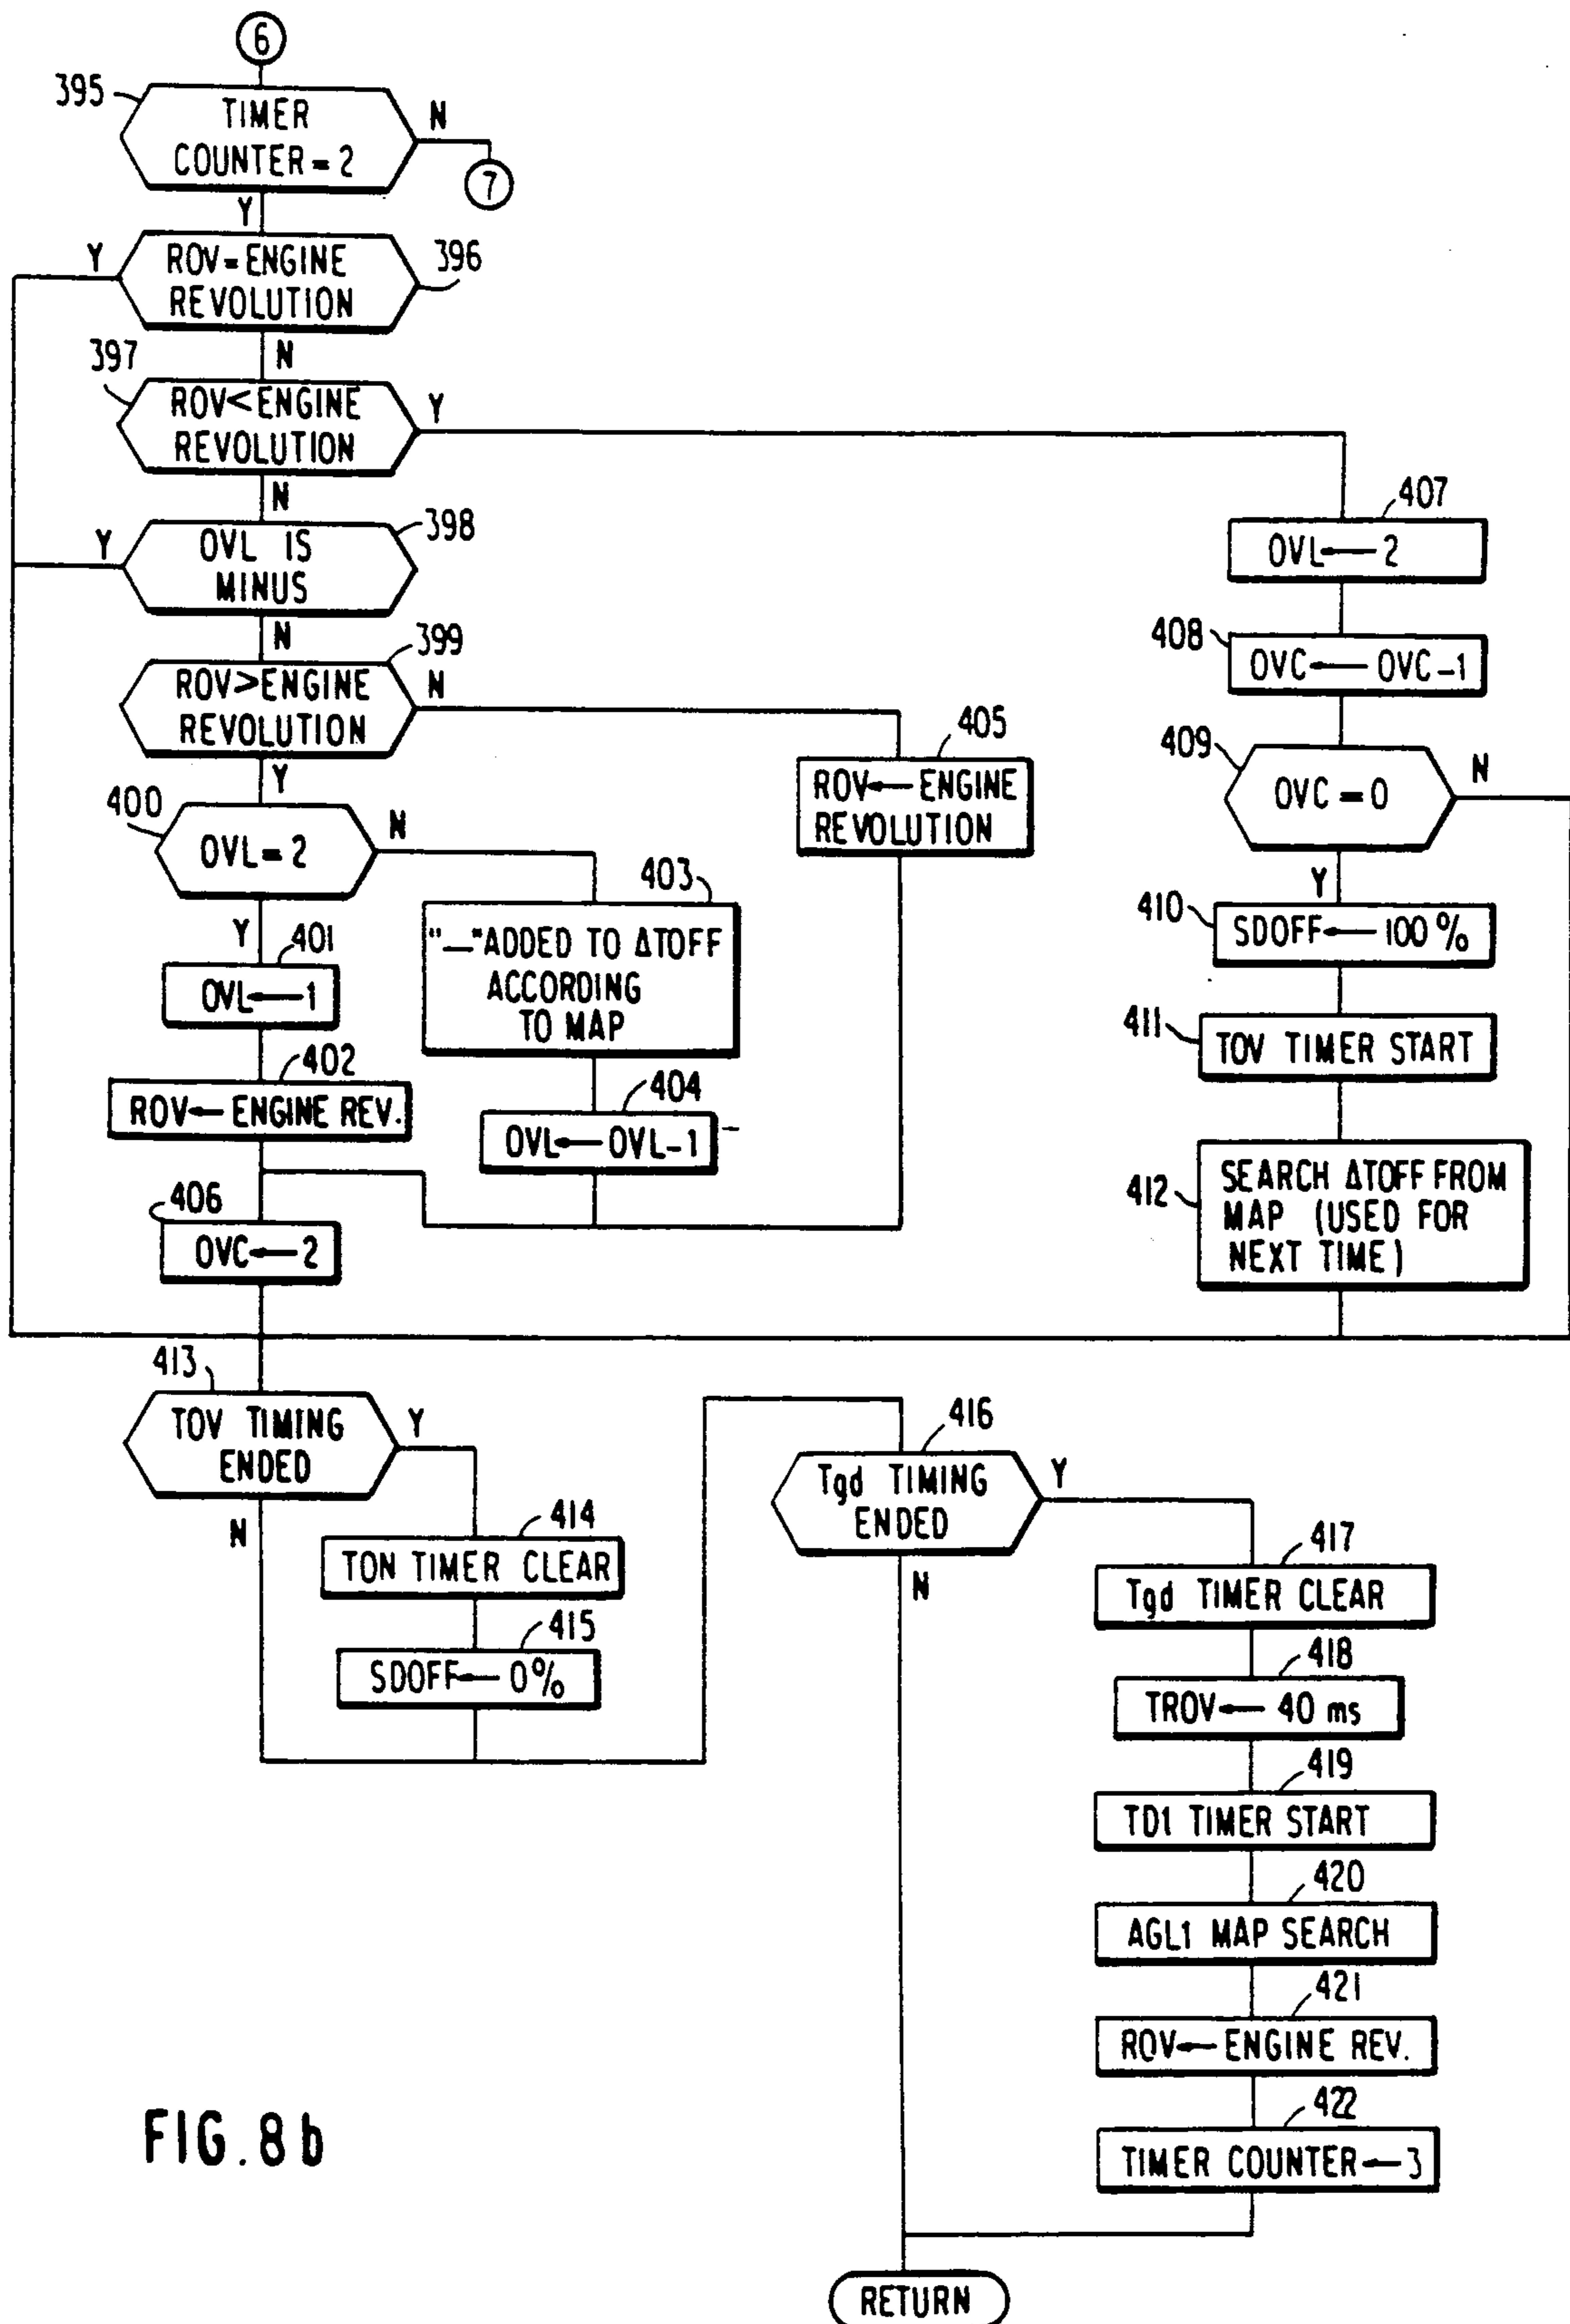 6
395
TIMER
COUNTER=2
N
7
Y
ROV=ENGINE
REVOLUTION
396
Y
N
397
ROV<ENGINE
REVOLUTION
Y
N
398
OVL IS
MINUS
Y
N
399
ROV>ENGINE
REVOLUTION
N
Y
400
OVL=2
N
Y
401
OVL←1
402
ROV←ENGINE REV.
403
"—"ADDED TO ΔTOFF
ACCORDING
TO MAP
404
OVL←OVL-1
405
ROV←ENGINE
REVOLUTION
406
OVC←2
407
OVL←2
408
OVC←OVC-1
409
OVC=0
N
Y
410
SDOFF←100%
411
TOV TIMER START
412
SEARCH ΔTOFF FROM
MAP (USED FOR
NEXT TIME)
413
TOV TIMING
ENDED
Y
N
414
TON TIMER CLEAR
415
SDOFF←0%
416
Tgd TIMING
ENDED
Y
N
417
Tgd TIMER CLEAR
418
TROV←40 ms
419
TD1 TIMER START
420
AGL1 MAP SEARCH
421
ROV←ENGINE REV.
422
TIMER COUNTER←3
RETURN
FIG.8b